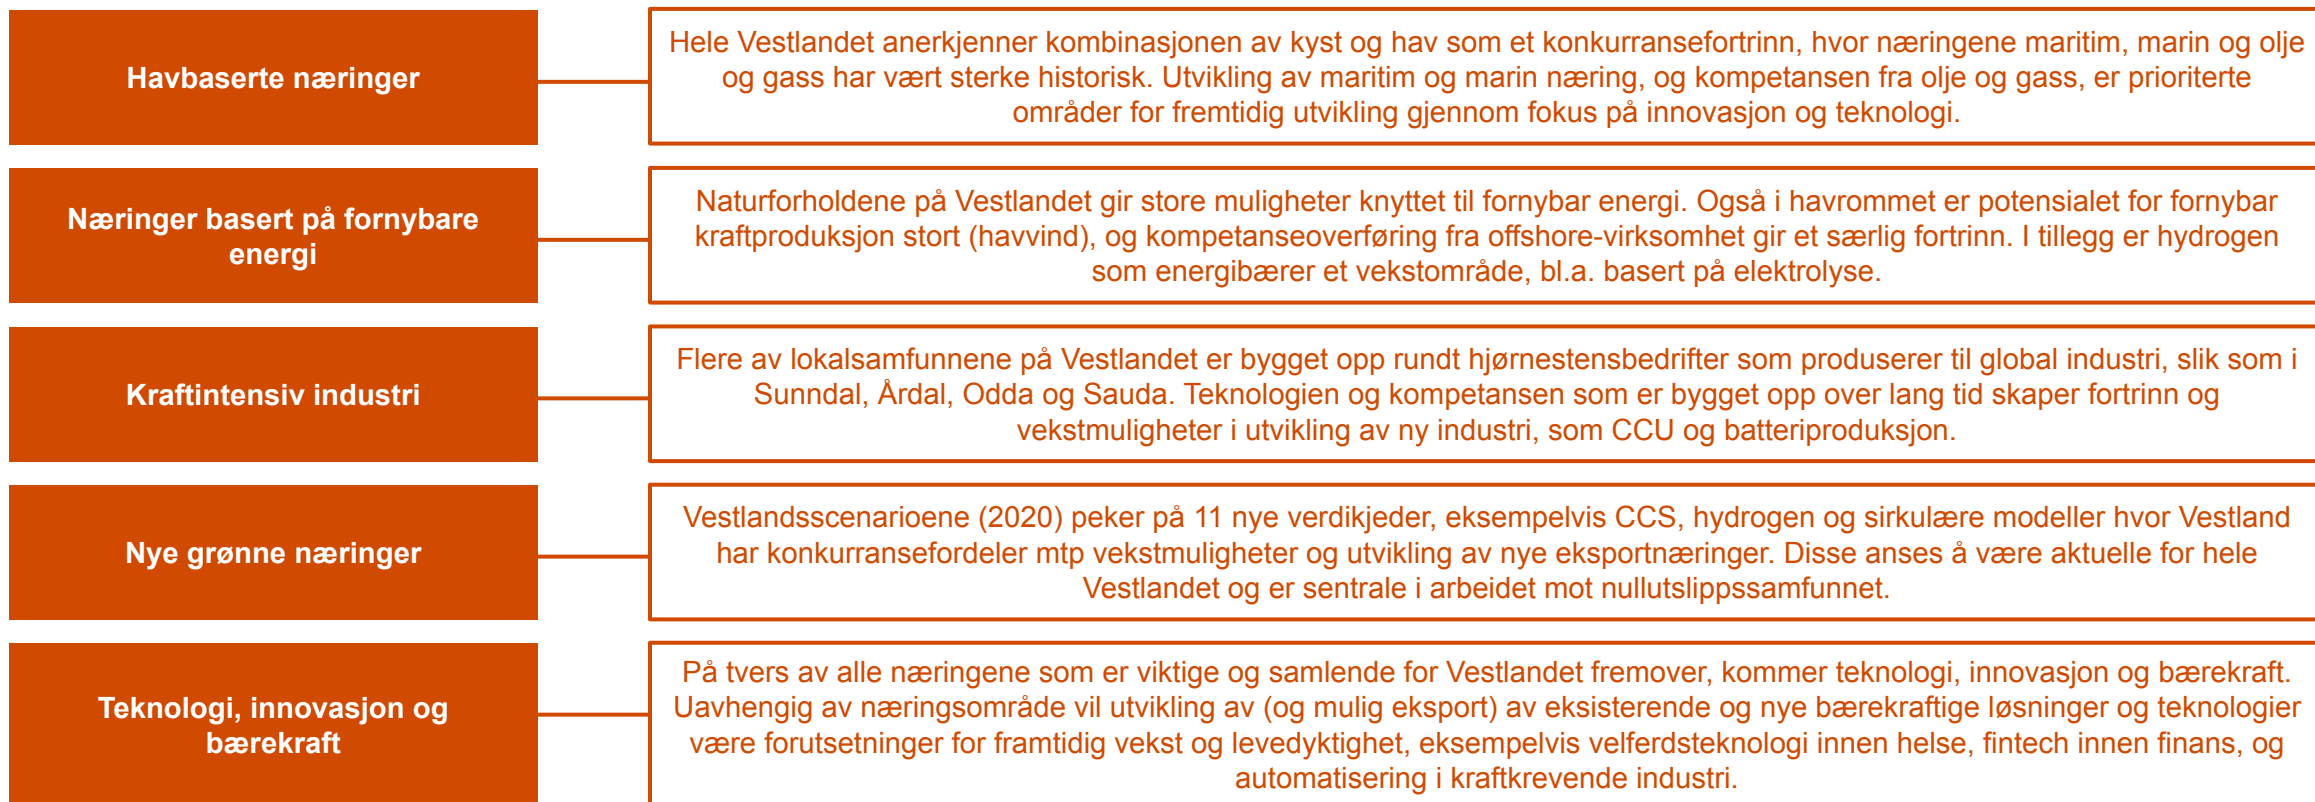 Havbaserte næringer
Hele Vestlandet anerkjenner kombinasjonen av kyst og hav som et konkurransefortrinn, hvor næringene maritim, marin og olje
og gass har vært sterke historisk. Utvikling av maritim og marin næring, og kompetansen fra olje og gass, er prioriterte
områder for fremtidig utvikling gjennom fokus på innovasjon og teknologi.
Næringer basert på fornybare
energi
Naturforholdene på Vestlandet gir store muligheter knyttet til fornybar energi. Også i havrommet er potensialet for fornybar
kraftproduksjon stort (havvind), og kompetanseoverføring fra offshore-virksomhet gir et særlig fortrinn. I tillegg er hydrogen
som energibærer et vekstområde, bl.a. basert på elektrolyse.
Kraftintensiv industri
Flere av lokalsamfunnene på Vestlandet er bygget opp rundt hjørnestensbedrifter som produserer til global industri, slik som i
Sunndal, Årdal, Odda og Sauda. Teknologien og kompetansen som er bygget opp over lang tid skaper fortrinn og
vekstmuligheter i utvikling av ny industri, som CCU og batteriproduksjon.
Nye grønne næringer
Vestlandsscenarioene (2020) peker på 11 nye verdikjeder, eksempelvis CCS, hydrogen og sirkulære modeller hvor Vestland
har konkurransefordeler mtp vekstmuligheter og utvikling av nye eksportnæringer. Disse anses å være aktuelle for hele
Vestlandet og er sentrale i arbeidet mot nullutslippssamfunnet.
Teknologi, innovasjon og
bærekraft
På tvers av alle næringene som er viktige og samlende for Vestlandet fremover, kommer teknologi, innovasjon og bærekraft.
Uavhengig av næringsområde vil utvikling av (og mulig eksport) av eksisterende og nye bærekraftige løsninger og teknologier
være forutsetninger for framtidig vekst og levedyktighet, eksempelvis velferdsteknologi innen helse, fintech innen finans, og
automatisering i kraftkrevende industri.